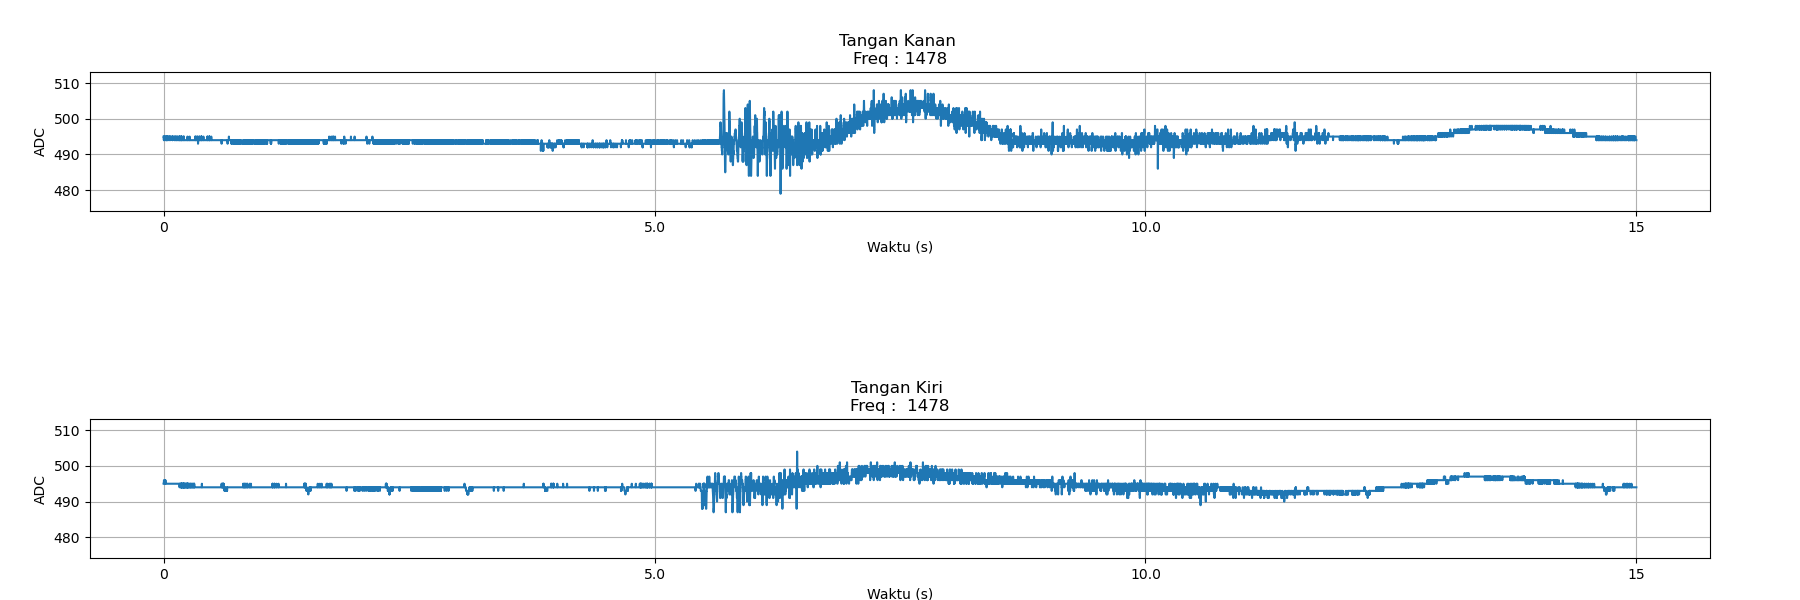 Tangan Kanan
Freq : 1478
510
500
490
480
ADC
0 5.0 10.0 15
Waktu (s)
Tangan Kiri
Freq :  1478
510
500
490
480
ADC
0 5.0 10.0 15
Waktu (s)